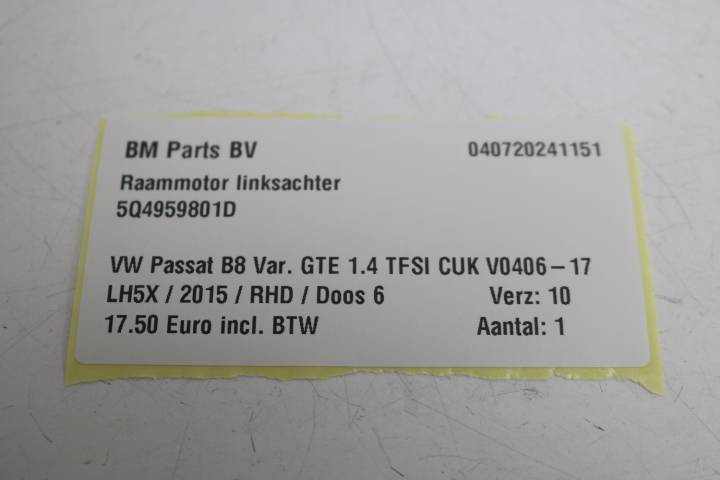 BM Parts BV 040720241151
Raammotor linksachter
5Q4959801D
VW Passat B8 Var. GTE 1.4 TFSI CUK V0406-17
LH5X / 2015 / RHD / Doos 6 Verz: 10
17.50 Euro incl. BTW Aantal: 1